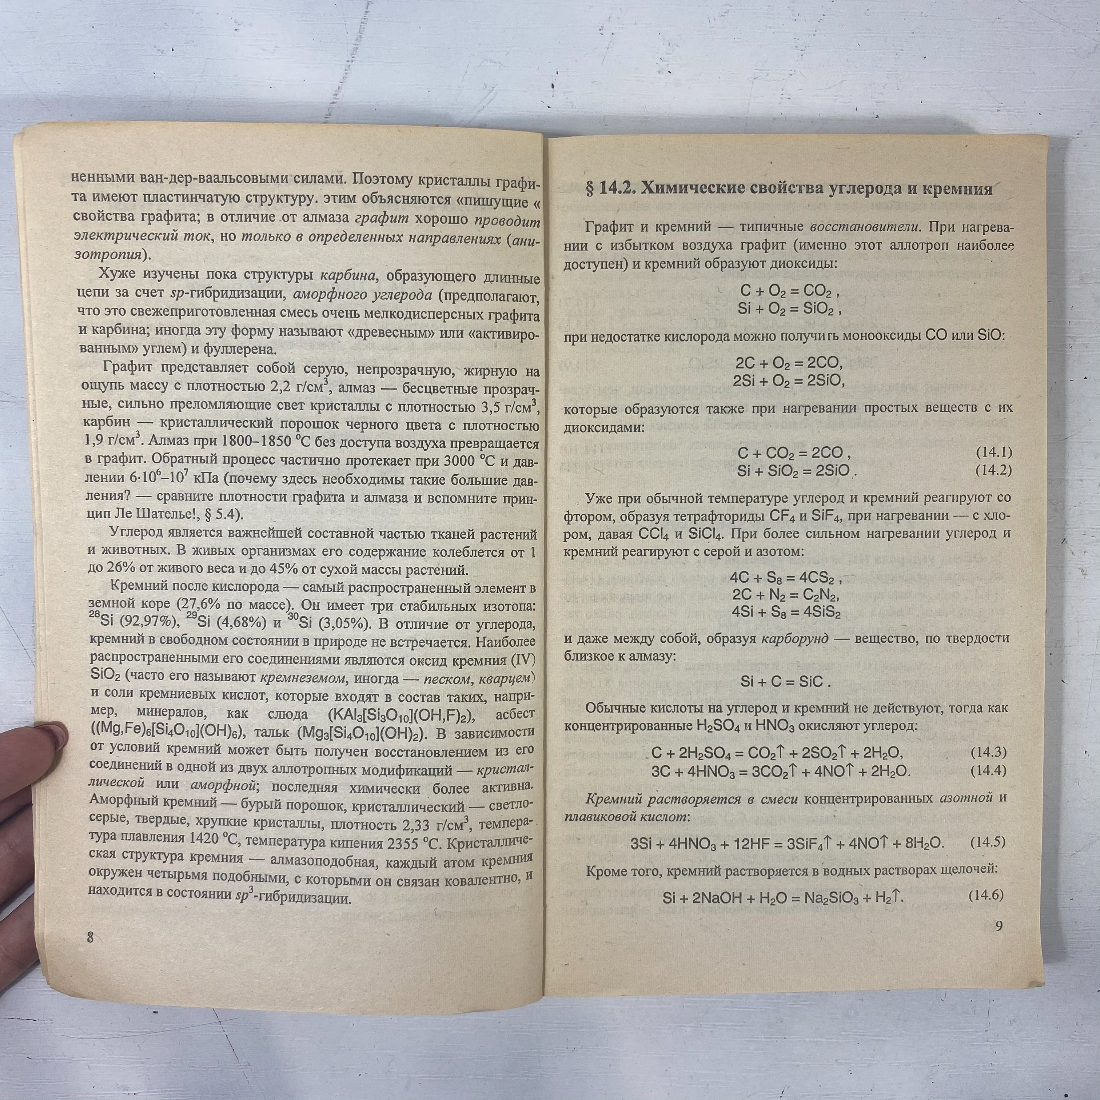 ненными ван-дер-ваальсовыми силами. Поэтому кристаллы графи-
та имеют пластинчатую структуру. этим объясняются «пишущие «
свойства графита; в отличие от алмаза графит хорошо проводит
электрический ток, но только в определенных направлениях (ани-
зотропия).
Хуже изучены пока структуры карбина, образующего длинные
цепи за счет sp-гибридизации, аморфного углерода (предполагают,
что это свежеприготовленная смесь очень мелкодисперсных графита
и карбина; иногда эту форму называют «древесным» или «активиро-
ванным» углем) и фуллерена.
Графит представляет собой серую, непрозрачную, жирную на
ощупь массу с плотностью 2,2 г/см³, алмаз — бесцветные прозрач-
ные, сильно преломляющие свет кристаллы с плотностью 3,5 г/см³,
карбин — кристаллический порошок черного цвета с плотностью
1,9 г/см³. Алмаз при 1800–1850 °С без доступа воздуха превращается
в графит. Обратный процесс частично протекает при 3000 °С и дав-
лении 6·10⁶–10⁷ кПа (почему здесь необходимы такие большие дав-
ления? — сравните плотности графита и алмаза и вспомните прин-
цип Ле Шателье!, § 5.4).
Углерод является важнейшей составной частью тканей растений
и животных. В живых организмах его содержание колеблется от 1
до 26% от живого веса и до 45% от сухой массы растений.
Кремний после кислорода — самый распространенный элемент в
земной коре (27,6% по массе). Он имеет три стабильных изотопа:
²⁸Si (92,97%), ²⁹Si (4,68%) и ³⁰Si (3,05%). В отличие от углерода,
кремний в свободном состоянии в природе не встречается. Наиболее
распространенными его соединениями являются оксид кремния (IV)
SiO₂ (часто его называют кремнеземом, иногда — песком, кварцем)
и соли кремниевых кислот, которые входят в состав таких, напри-
мер, минералов, как слюда (KAl₃[Si₃O₁₀](OH,F)₂), асбест
((Mg,Fe)₆[Si₄O₁₀](OH)₆), тальк (Mg₃[Si₄O₁₀](OH)₂). В зависимости
от условий кремний может быть получен восстановлением из его
соединений в одной из двух аллотропных модификаций — кристал-
лической или аморфной; последняя химически более активна.
Аморфный кремний — бурый порошок, кристаллический — светло-
серые, твердые, хрупкие кристаллы, плотность 2,33 г/см³, темпера-
тура плавления 1420 °С, температура кипения 2355 °С. Кристалличе-
ская структура кремния — алмазоподобная, каждый атом кремния
окружен четырьмя подобными, с которыми он связан ковалентно, и
находится в состоянии sp³-гибридизации.
8
§ 14.2. Химические свойства углерода и кремния
Графит и кремний — типичные восстановители. При нагрева-
нии с избытком воздуха графит (именно этот аллотроп наиболее
доступен) и кремний образуют диоксиды:
C + O₂ = CO₂ ,
Si + O₂ = SiO₂ ,
при недостатке кислорода можно получить монооксиды CO или SiO:
2C + O₂ = 2CO,
2Si + O₂ = 2SiO,
которые образуются также при нагревании простых веществ с их
диоксидами:
C + CO₂ = 2CO , (14.1)
Si + SiO₂ = 2SiO . (14.2)
Уже при обычной температуре углерод и кремний реагируют со
фтором, образуя тетрафториды CF₄ и SiF₄, при нагревании — с хло-
ром, давая CCl₄ и SiCl₄. При более сильном нагревании углерод и
кремний реагируют с серой и азотом:
4C + S₈ = 4CS₂ ,
2C + N₂ = C₂N₂,
4Si + S₈ = 4SiS₂
и даже между собой, образуя карборунд — вещество, по твердости
близкое к алмазу:
Si + C = SiC .
Обычные кислоты на углерод и кремний не действуют, тогда как
концентрированные H₂SO₄ и HNO₃ окисляют углерод:
C + 2H₂SO₄ = CO₂↑ + 2SO₂↑ + 2H₂O, (14.3)
3C + 4HNO₃ = 3CO₂↑ + 4NO↑ + 2H₂O. (14.4)
Кремний растворяется в смеси концентрированных азотной и
плавиковой кислот:
3Si + 4HNO₃ + 12HF = 3SiF₄↑ + 4NO↑ + 8H₂O. (14.5)
Кроме того, кремний растворяется в водных растворах щелочей:
Si + 2NaOH + H₂O = Na₂SiO₃ + H₂↑. (14.6)
9